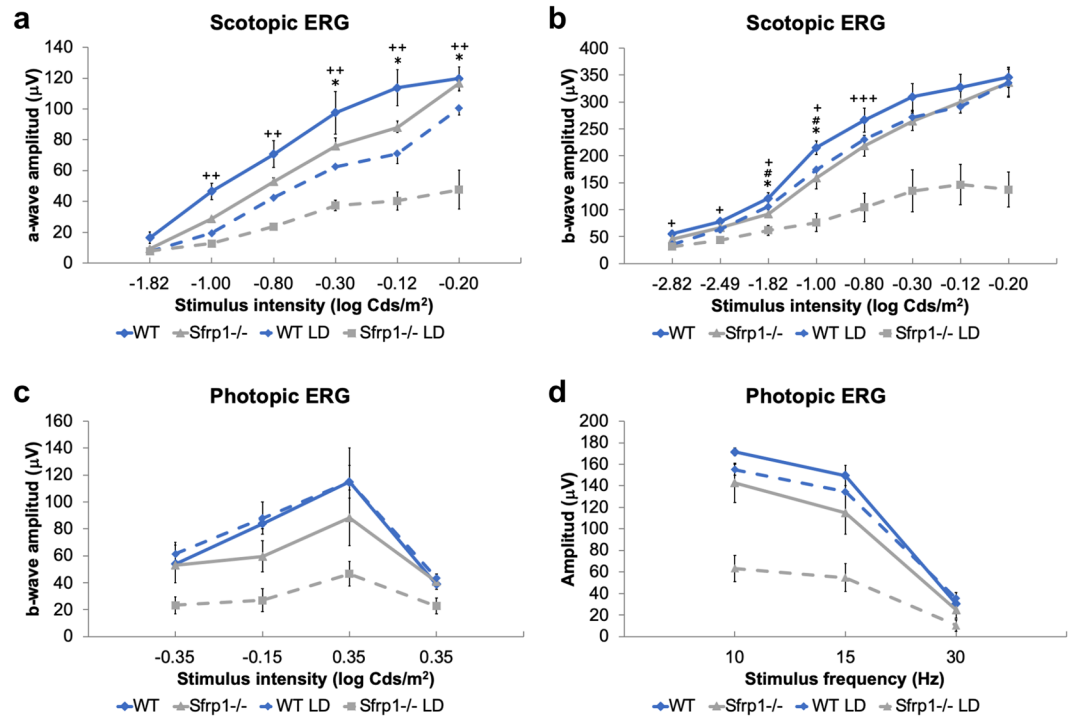 a
Scotopic ERG
a-wave amplitud (µV)
140
120
100
80
60
40
20
0
++
++
++
*
++
*
++
*
-1.82 -1.00 -0.80 -0.30 -0.12 -0.20
Stimulus intensity (log Cds/m²)
WT Sfrp1-/- WT LD Sfrp1-/- LD
b
Scotopic ERG
b-wave amplitud (µV)
400
350
300
250
200
150
100
50
0
+
+
+
#
*
+
#
*
+++
-2.82 -2.49 -1.82 -1.00 -0.80 -0.30 -0.12 -0.20
Stimulus intensity (log Cds/m²)
WT Sfrp1-/- WT LD Sfrp1-/- LD
c
Photopic ERG
b-wave amplitud (µV)
160
140
120
100
80
60
40
20
0
-0.35 -0.15 0.35 0.35
Stimulus intensity (log Cds/m²)
WT Sfrp1-/- WT LD Sfrp1-/- LD
d
Photopic ERG
Amplitud (µV)
200
180
160
140
120
100
80
60
40
20
0
10 15 30
Stimulus frequency (Hz)
WT Sfrp1-/- WT LD Sfrp1-/- LD